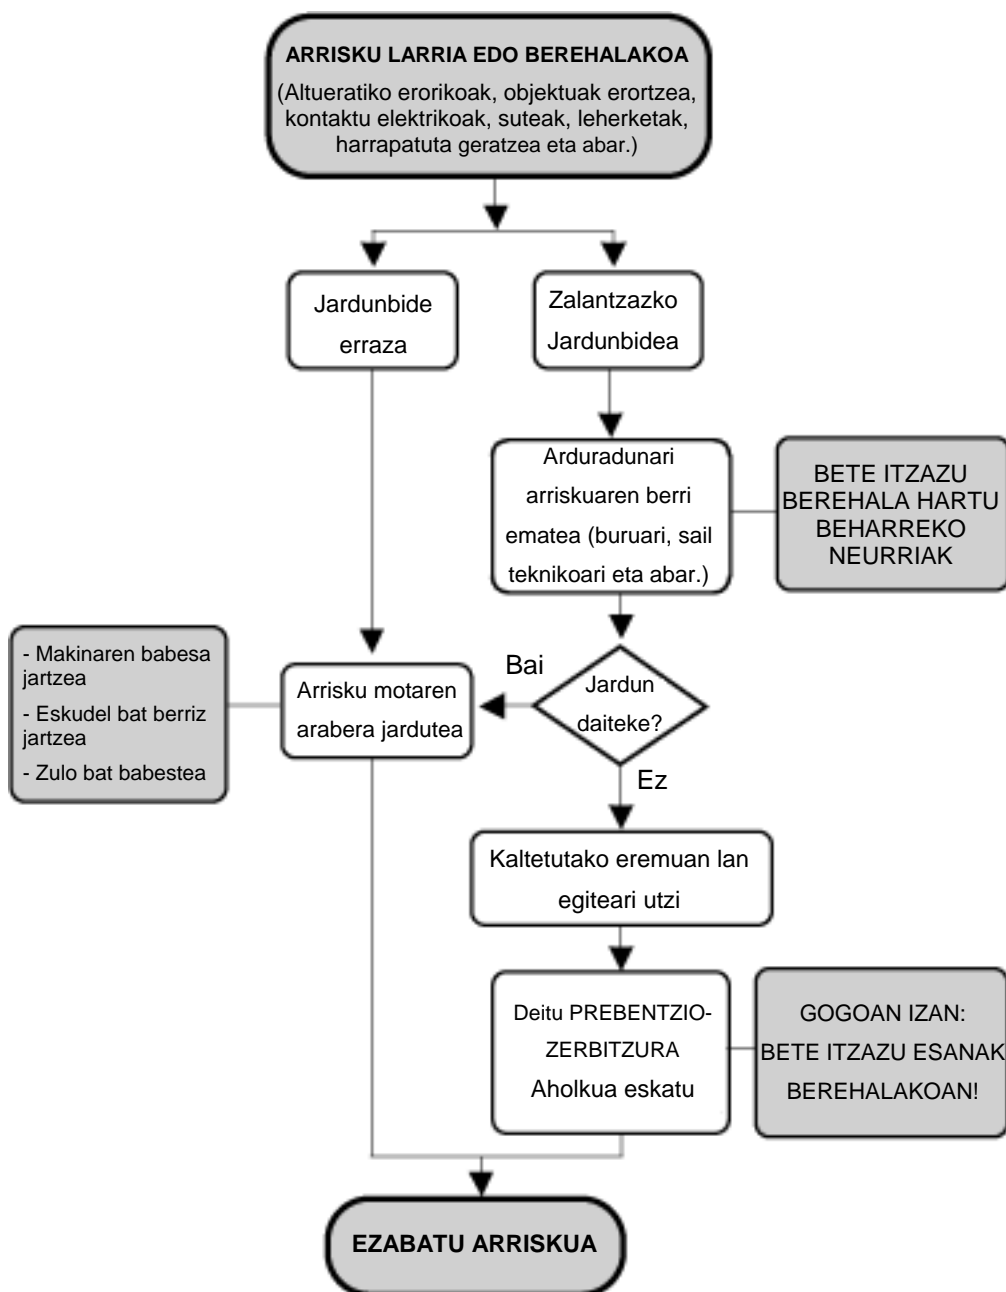 ARRISKU LARRIA EDO BEREHALAKOA
(Altueratiko erorikoak, objektuak erortzea,
kontaktu elektrikoak, suteak, leherketak,
harrapatuta geratzea eta abar.)
Jardunbide
erraza
Zalantzazko
Jardunbidea
Arduradunari
arriskuaren berri
ematea (buruari, sail
teknikoari eta abar.)
BETE ITZAZU
BEREHALA HARTU
BEHARREKO
NEURRIAK
- Makinaren babesa
jartzea
- Eskudel bat berriz
jartzea
- Zulo bat babestea
Arrisku motaren
arabera jardutea
Bai
Jardun
daiteke?
Ez
Kaltetutako eremuan lan
egiteari utzi
Deitu PREBENTZIO-
ZERBITZURA
Aholkua eskatu
GOGOAN IZAN:
BETE ITZAZU ESANAK
BEREHALAKOAN!
EZABATU ARRISKUA